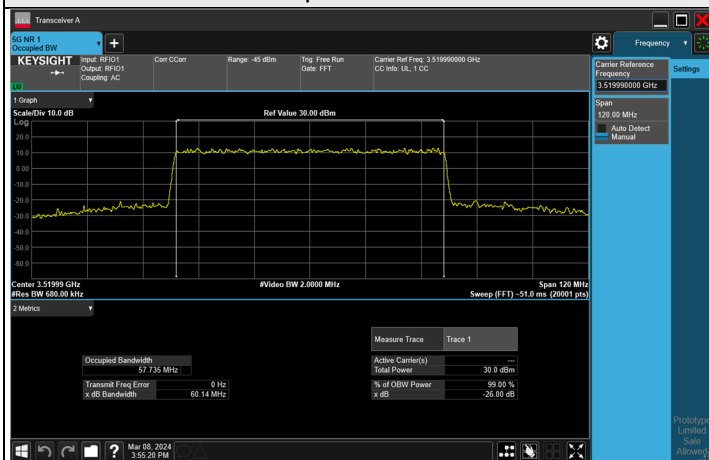 Transceiver A
5G NR 1
Occupied BW
Frequency
KEYSIGHT
Input: RFIO1
Output: RFIO1
Coupling: AC
Corr CCorr
Range: -45 dBm
Trig: Free Run
Gate: FFT
Carrier Ref Freq: 3.519990000 GHz
CC Info: UL, 1 CC
LU
Carrier Reference
Frequency
3.519990000 GHz
Settings
Span
120.00 MHz
Auto Detect
Manual
1 Graph
Scale/Div 10.0 dB
Ref Value 30.00 dBm
Log
20.0
10.0
0.00
-10.0
-20.0
-30.0
-40.0
-50.0
-60.0
Center 3.51999 GHz
#Video BW 2.0000 MHz
Span 120 MHz
#Res BW 680.00 kHz
Sweep (FFT) ~51.0 ms (20001 pts)
2 Metrics
Measure Trace
Trace 1
Occupied Bandwidth
57.735 MHz
Active Carrier(s)
---
Total Power
30.0 dBm
Transmit Freq Error
0 Hz
x dB Bandwidth
60.14 MHz
% of OBW Power
99.00 %
x dB
-26.00 dB
Prototype
Limited
Sale
Allowed
Mar 08, 2024
3:55:20 PM